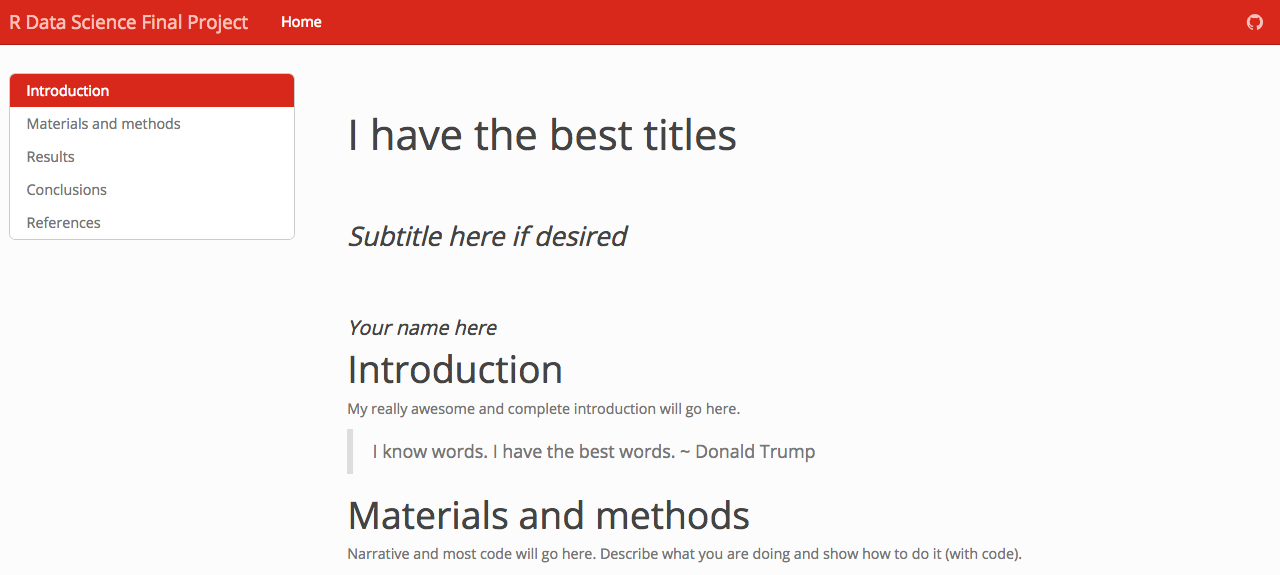 R Data Science Final Project Home
Introduction
Materials and methods
Results
Conclusions
References
I have the best titles
Subtitle here if desired
Your name here
Introduction
My really awesome and complete introduction will go here.
I know words. I have the best words. ~ Donald Trump
Materials and methods
Narrative and most code will go here. Describe what you are doing and show how to do it (with code).